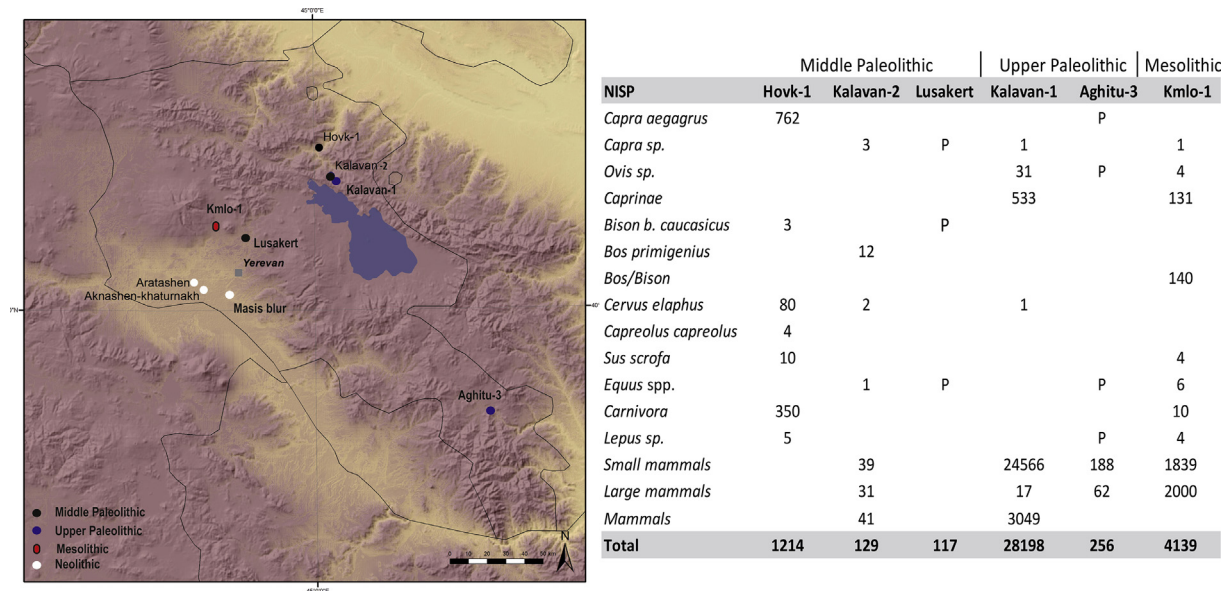 45°0'0"E
Hovk-1
Kalavan-2
Kalavan-1
Kmlo-1
Lusakert
Yerevan
Aratashen
Aknashen-khaturnakh
Masis blur
Aghitu-3
40°
Middle Paleolithic
Upper Paleolithic
Mesolithic
Neolithic
Middle Paleolithic Upper Paleolithic Mesolithic
NISP Hovk-1 Kalavan-2 Lusakert Kalavan-1 Aghitu-3 Kmlo-1
Capra aegagrus 762 P
Capra sp. 3 P 1 1
Ovis sp. 31 P 4
Caprinae 533 131
Bison b. caucasicus 3 P
Bos primigenius 12
Bos/Bison 140
Cervus elaphus 80 2 1
Capreolus capreolus 4
Sus scrofa 10 4
Equus spp. 1 P P 6
Carnivora 350 10
Lepus sp. 5 P 4
Small mammals 39 24566 188 1839
Large mammals 31 17 62 2000
Mammals 41 3049
Total 1214 129 117 28198 256 4139